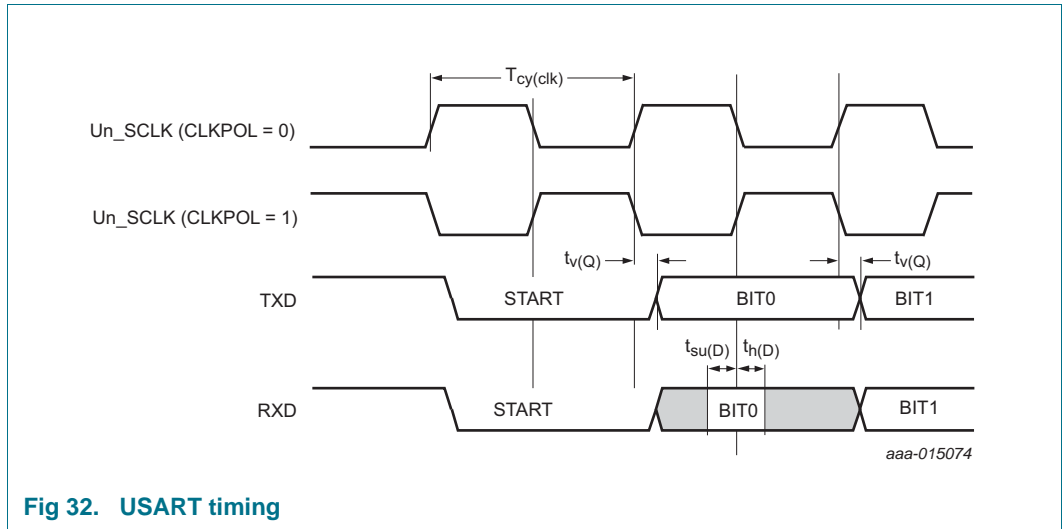 Tcy(clk)
Un_SCLK (CLKPOL = 0)
Un_SCLK (CLKPOL = 1)
tv(Q)
tv(Q)
TXD
START
BIT0
BIT1
tsu(D)
th(D)
RXD
START
BIT0
BIT1
aaa-015074
Fig 32. USART timing